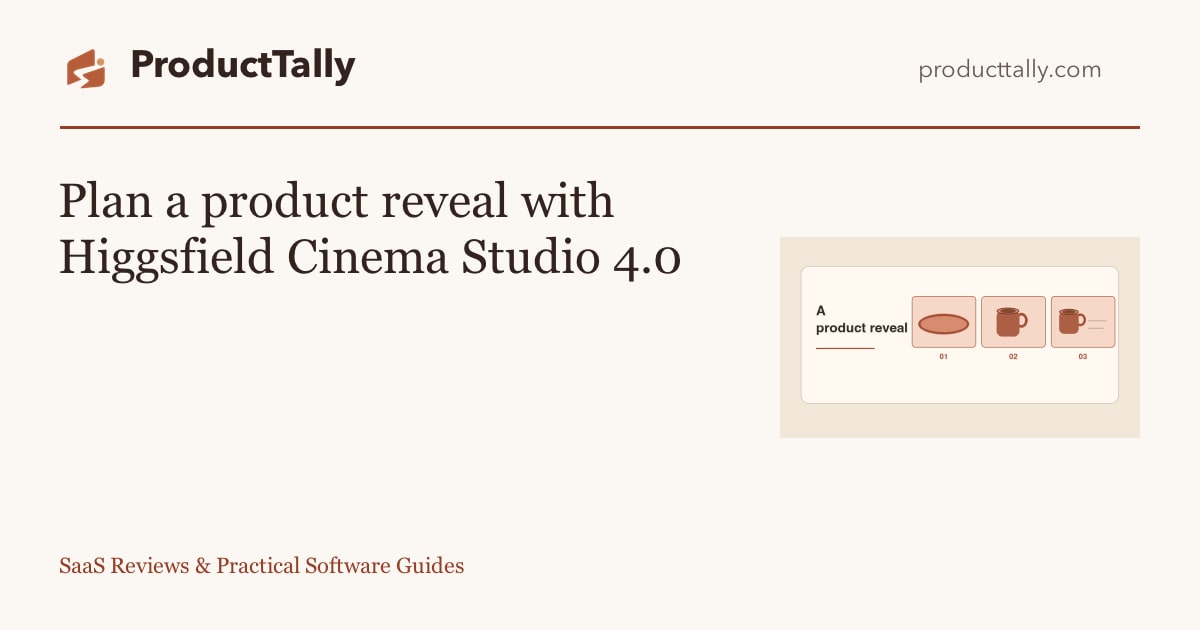 ProductTally
producttally.com
Plan a product reveal with
Higgsfield Cinema Studio 4.0
A
product reveal
01
02
03
SaaS Reviews & Practical Software Guides